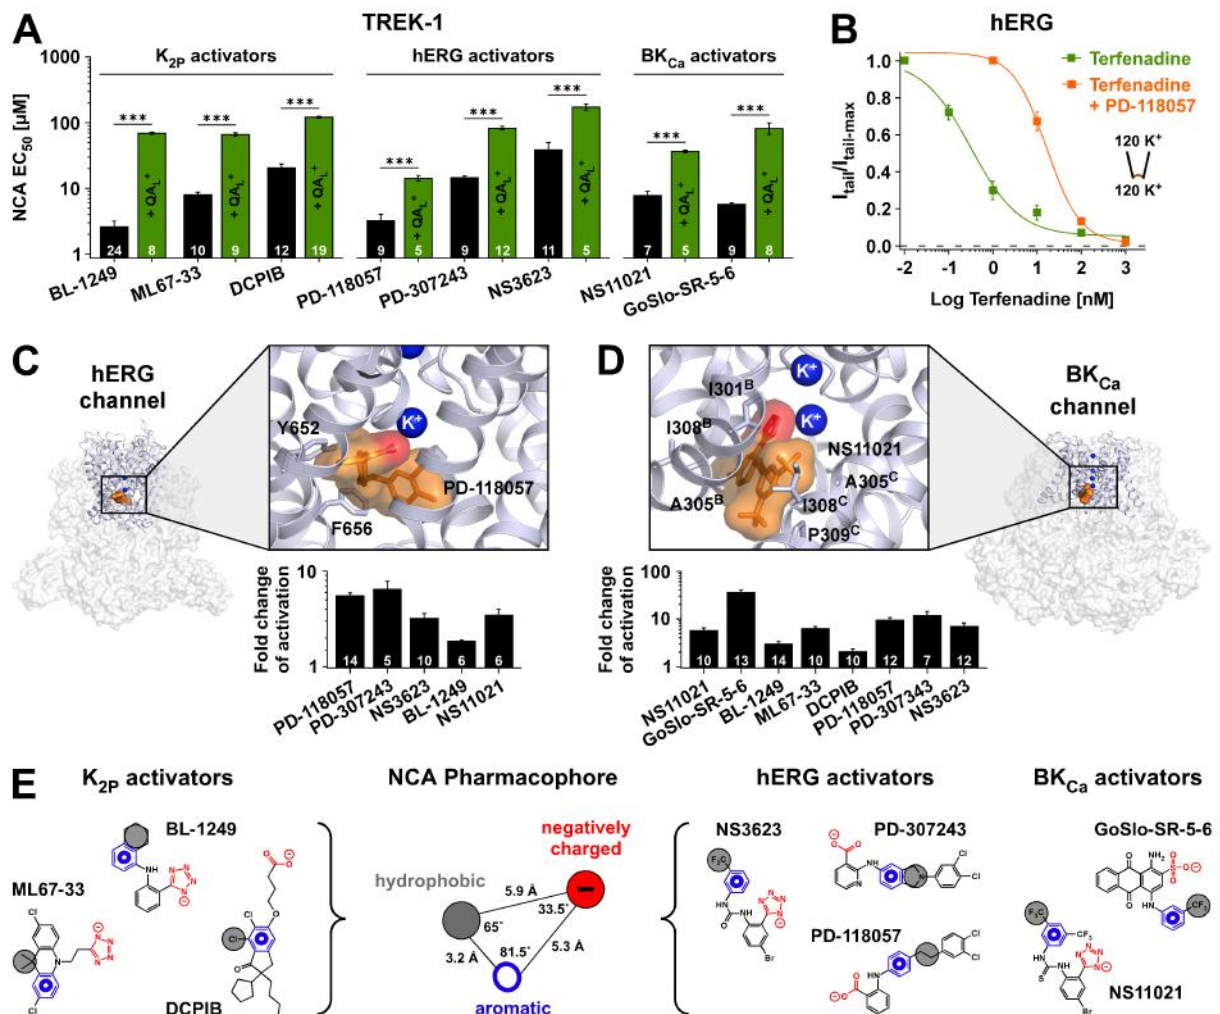 A
TREK-1
K2P activators
hERG activators
BKCa activators
NCA EC50 [µM]
1000
100
10
1
***
***
***
***
***
***
***
***
+ QAL+
+ QAL+
+ QAL+
+ QAL+
+ QAL+
+ QAL+
+ QAL+
+ QAL+
24 8 10 9 12 19 9 5 9 12 11 5 7 5 9 8
BL-1249
ML67-33
DCPIB
PD-118057
PD-307243
NS3623
NS11021
GoSlo-SR-5-6
B
hERG
Itail/Itail-max
1.0
0.8
0.6
0.4
0.2
0.0
-2 -1 0 1 2 3
Log Terfenadine [nM]
Terfenadine
Terfenadine
+ PD-118057
120 K+
120 K+
C
hERG
channel
Y652
K+
PD-118057
F656
Fold change
of activation
10
1
14 5 10 6 6
PD-118057
PD-307243
NS3623
BL-1249
NS11021
D
BKCa
channel
K+
I301B
K+
I308B
NS11021
A305C
A305B
I308C
P309C
Fold change
of activation
100
10
1
10 13 14 10 10 12 7 12
NS11021
GoSlo-SR-5-6
BL-1249
ML67-33
DCPIB
PD-118057
PD-307343
NS3623
E
K2P activators
BL-1249
ML67-33
DCPIB
NCA Pharmacophore
negatively
charged
hydrophobic
5.9 Å
33.5°
65°
3.2 Å
81.5°
5.3 Å
aromatic
hERG activators
NS3623
PD-307243
PD-118057
BKCa activators
GoSlo-SR-5-6
NS11021